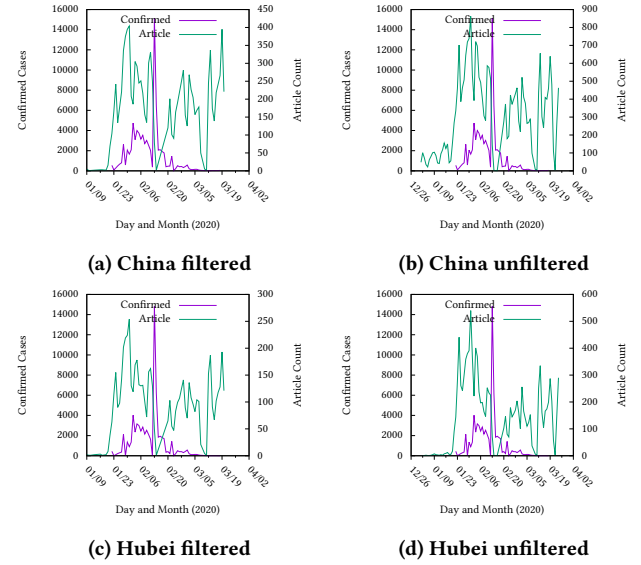 16000 450
Confirmed
14000 400
Article
12000 350
10000 300
250
8000
200
6000
150
4000
100
2000 50
0 0
Confirmed Cases
Article Count
01/09 01/23 02/06 02/20 03/05 03/19 04/02
Day and Month (2020)
(a) China filtered
16000 900
Confirmed
14000 800
Article
12000 700
10000 600
500
8000
400
6000
300
4000
200
2000 100
0 0
Confirmed Cases
Article Count
12/26 01/09 01/23 02/06 02/20 03/05 03/19 04/02
Day and Month (2020)
(b) China unfiltered
16000 300
Confirmed
14000
Article
250
12000
200
10000
8000 150
6000
100
4000
50
2000
0 0
Confirmed Cases
Article Count
01/09 01/23 02/06 02/20 03/05 03/19 04/02
Day and Month (2020)
(c) Hubei filtered
16000 600
Confirmed
14000
Article
500
12000
400
10000
8000 300
6000
200
4000
100
2000
0 0
Confirmed Cases
Article Count
12/26 01/09 01/23 02/06 02/20 03/05 03/19 04/02
Day and Month (2020)
(d) Hubei unfiltered